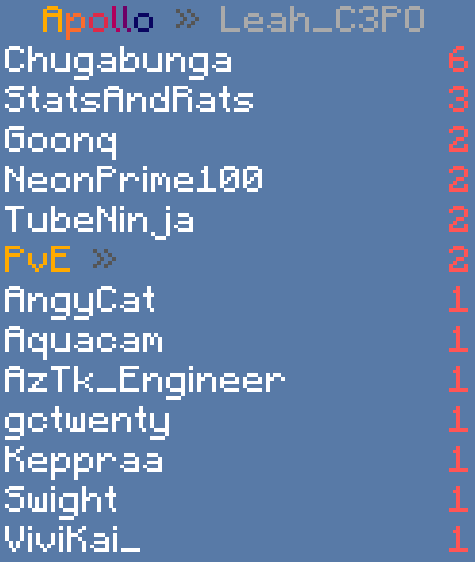 Apollo » Leah_C3PO
Chugabunga 6
StatsAndRats 3
Goonq 2
NeonPrime100 2
TubeNinja 2
PvE » 2
AngyCat 1
Aquacam 1
AzTk_Engineer 1
gctwenty 1
Keppraa 1
Swight 1
ViviKai_ 1